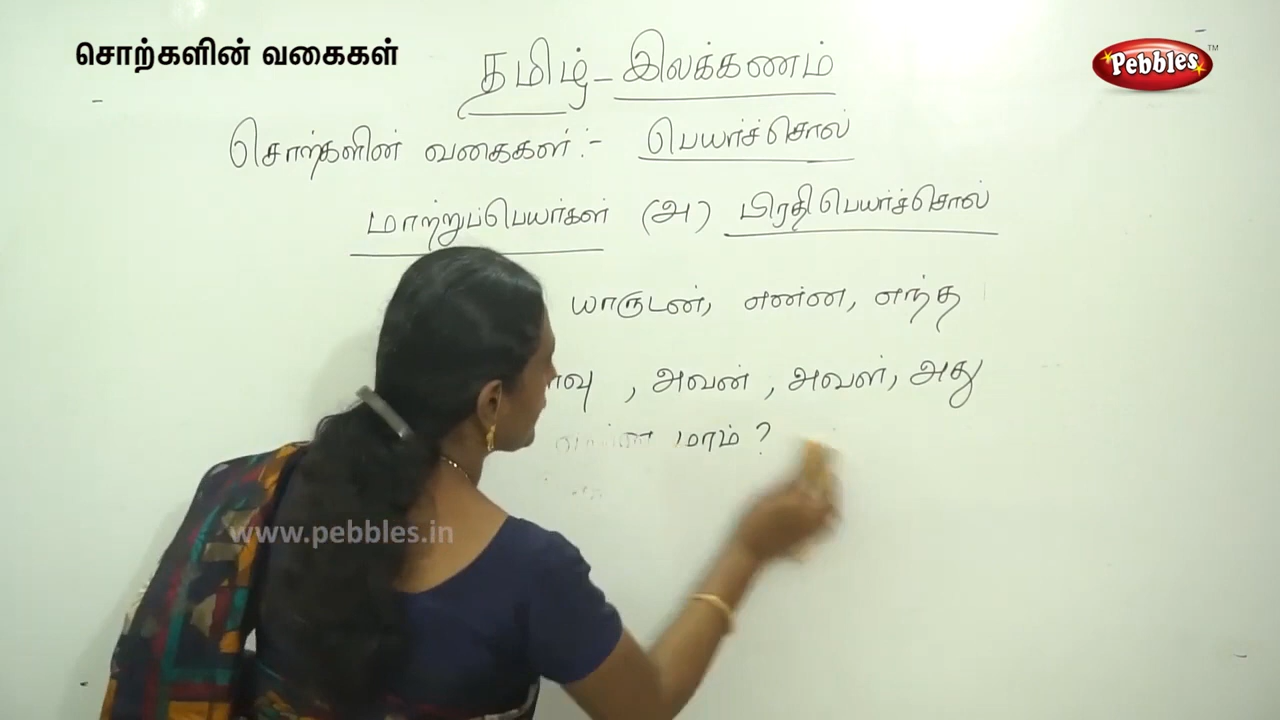 சொற்களின் வகைகள்
Pebbles TM
தமிழ் - இலக்கணம்
சொற்களின் வகைகள் :- பெயர்ச்சொல்
மாற்றுப்பெயர்கள் (அ) பிரதிபெயர்ச்சொல்
யாருடன், என்ன, எந்த
, அவன், அவள், அது
மரம் ?
www.pebbles.in